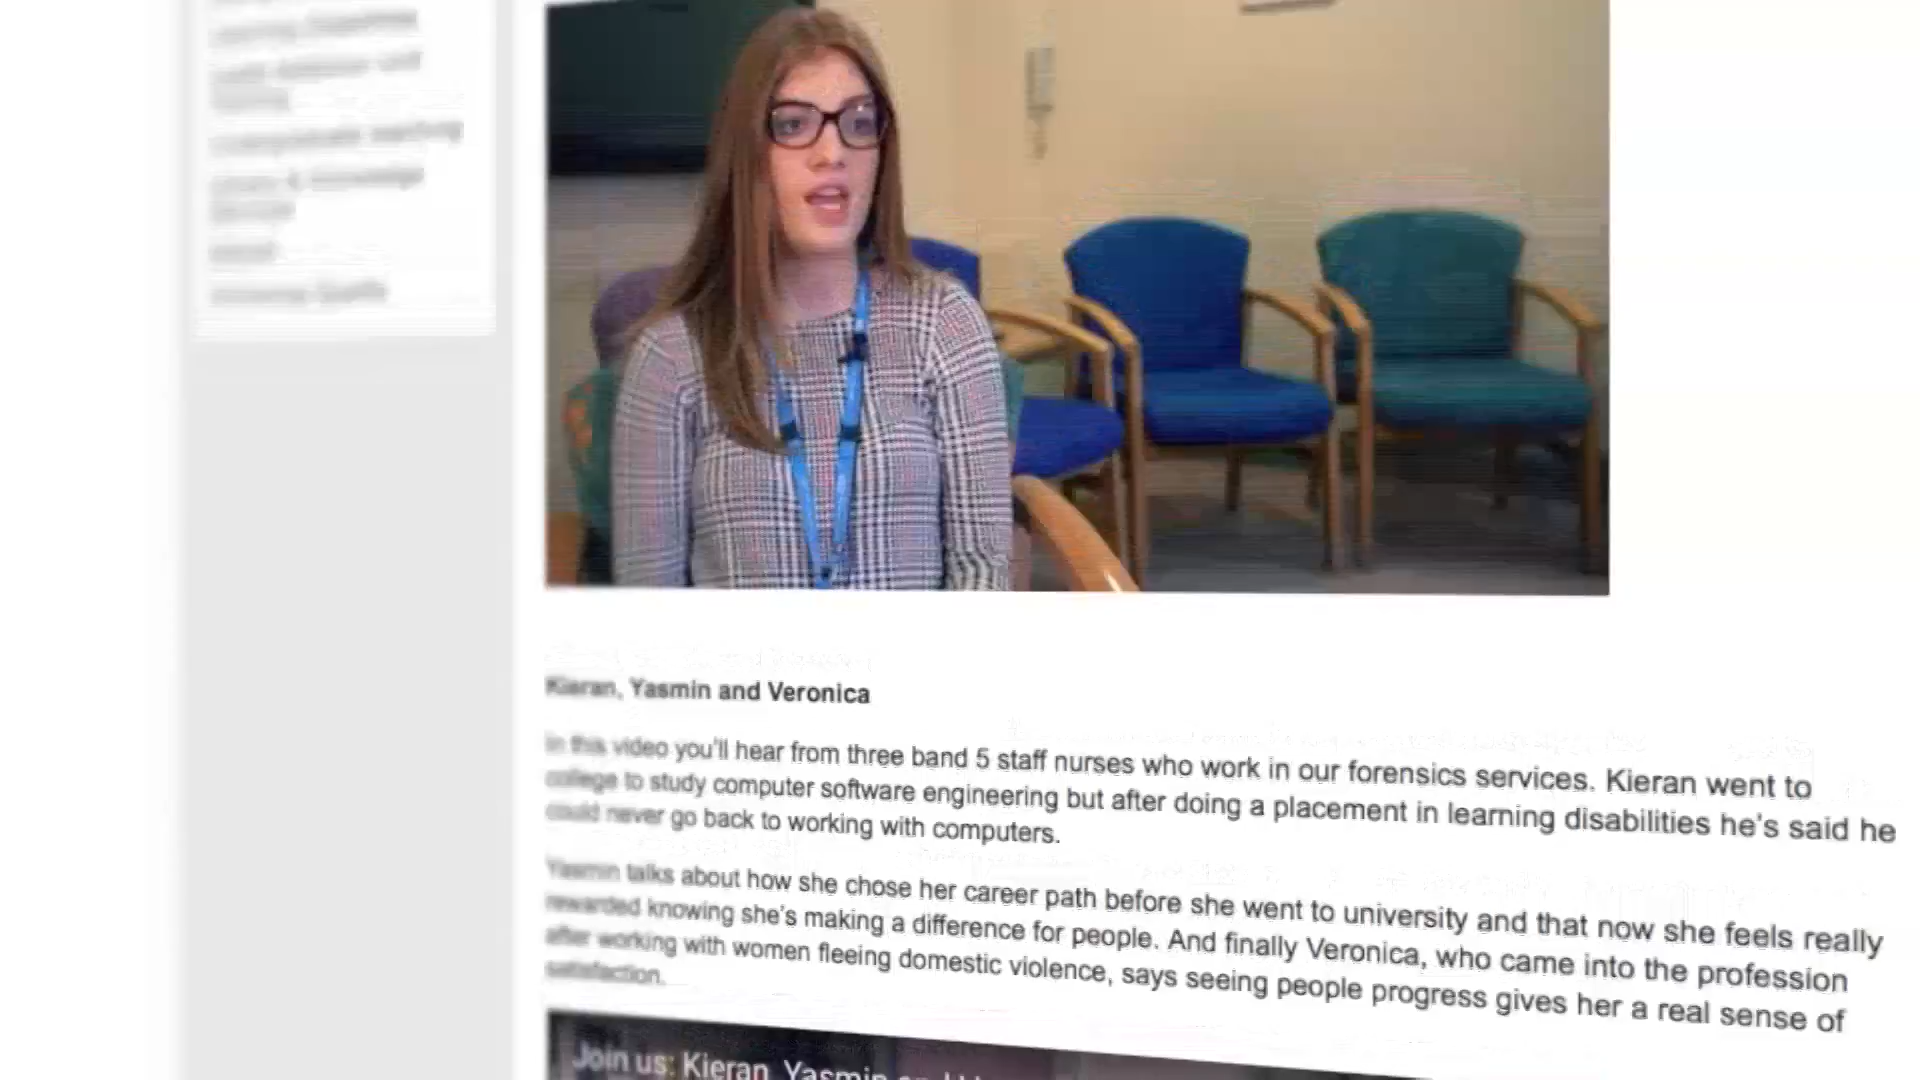 Kieran, Yasmin and Veronica
In this video you'll hear from three band 5 staff nurses who work in our forensics services. Kieran went to
college to study computer software engineering but after doing a placement in learning disabilities he's said he
could never go back to working with computers.
Yasmin talks about how she chose her career path before she went to university and that now she feels really
rewarded knowing she's making a difference for people. And finally Veronica, who came into the profession
after working with women fleeing domestic violence, says seeing people progress gives her a real sense of
satisfaction.
Join us: Kieran, Yasmin